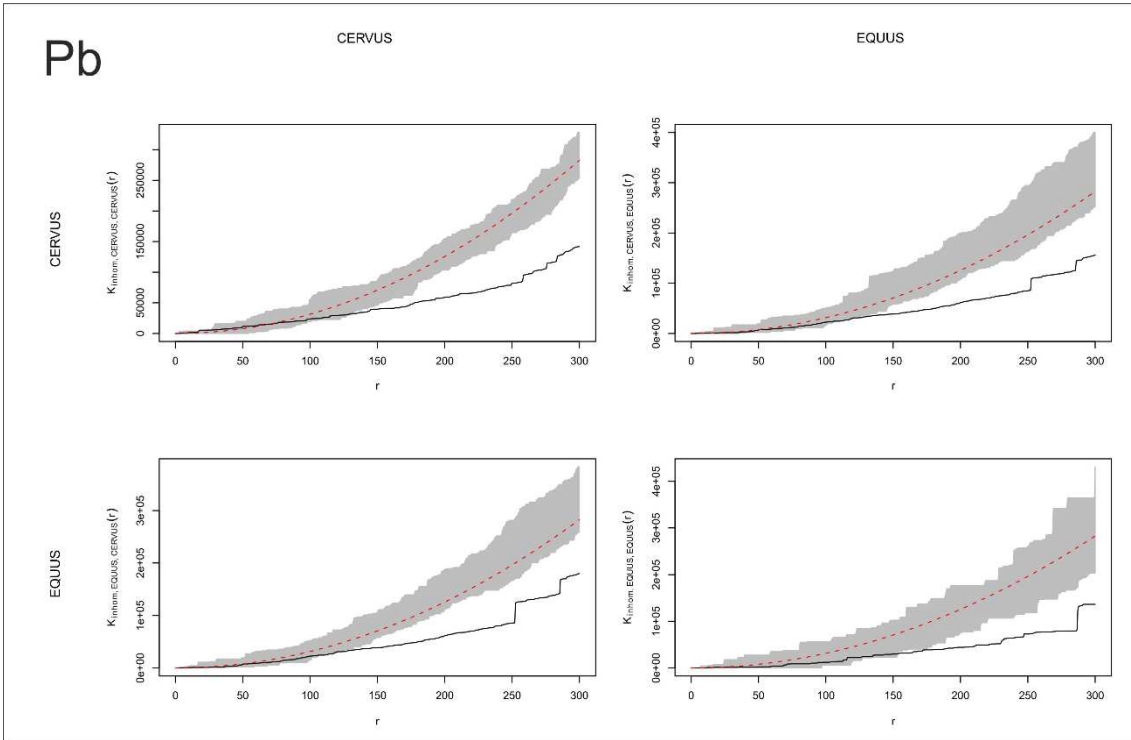 Pb
CERVUS
EQUUS
CERVUS
K inhom, CERVUS, CERVUS (r)
0
50000
150000
250000
0 50 100 150 200 250 300
r
K inhom, CERVUS, EQUUS (r)
0e+00
1e+05
2e+05
3e+05
4e+05
0 50 100 150 200 250 300
r
EQUUS
K inhom, EQUUS, CERVUS (r)
0e+00
1e+05
2e+05
3e+05
0 50 100 150 200 250 300
r
K inhom, EQUUS, EQUUS (r)
0e+00
1e+05
2e+05
3e+05
4e+05
0 50 100 150 200 250 300
r